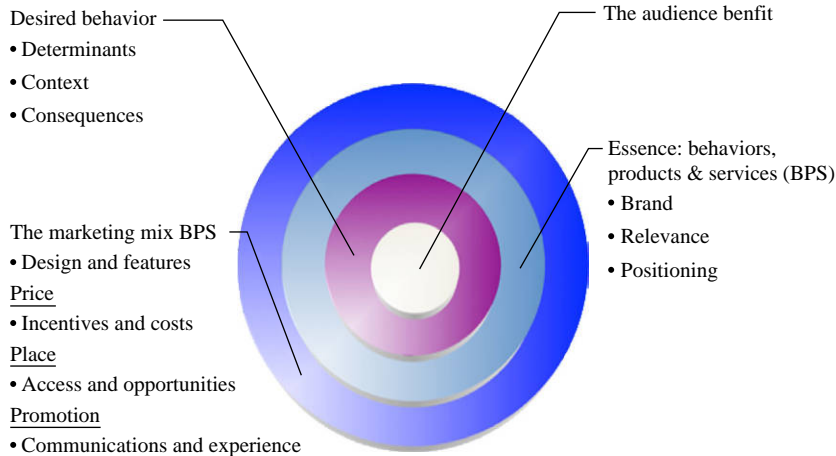 Desired behavior
• Determinants
• Context
• Consequences
The marketing mix BPS
• Design and features
Price
• Incentives and costs
Place
• Access and opportunities
Promotion
• Communications and experience
The audience benfit
Essence: behaviors,
products & services (BPS)
• Brand
• Relevance
• Positioning